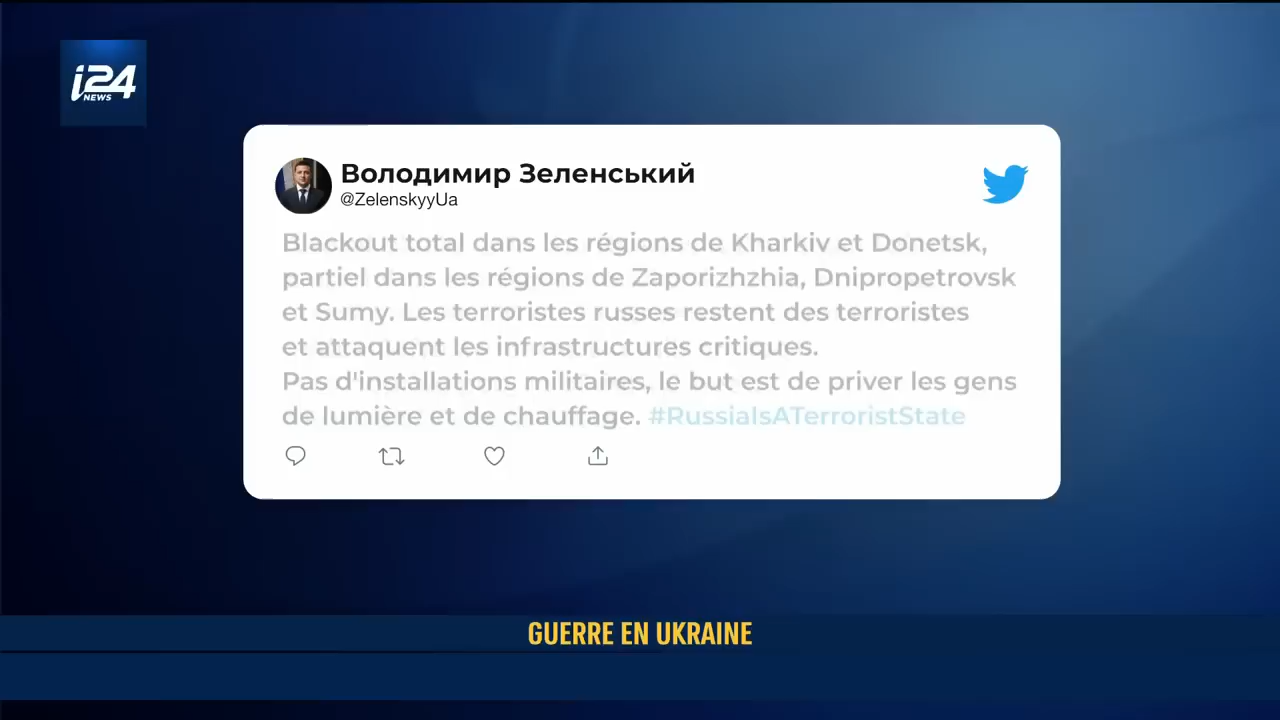 i24
NEWS
Володимир Зеленський
@ZelenskyyUa
Blackout total dans les régions de Kharkiv et Donetsk,
partiel dans les régions de Zaporizhzhia, Dnipropetrovsk
et Sumy. Les terroristes russes restent des terroristes
et attaquent les infrastructures critiques.
Pas d'installations militaires, le but est de priver les gens
de lumière et de chauffage. #RussiaIsATerroristState
GUERRE EN UKRAINE